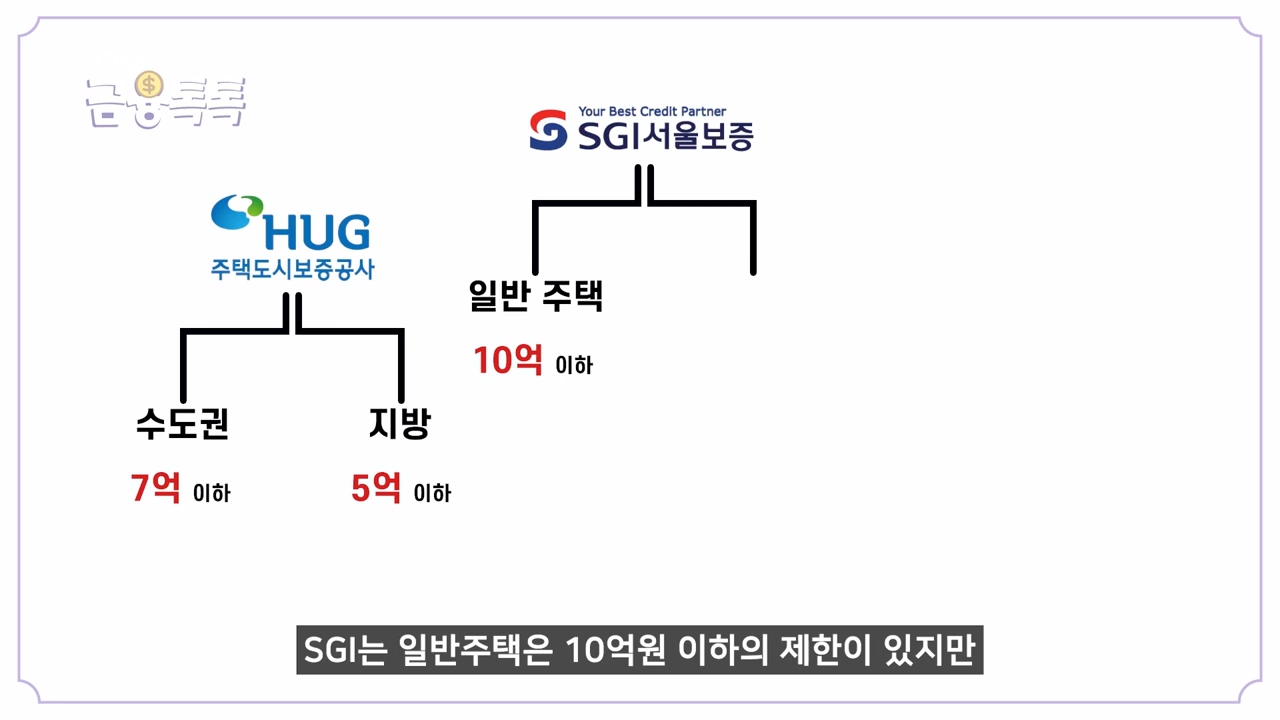 금융톡톡
Your Best Credit Partner
SGI서울보증
HUG
주택도시보증공사
일반 주택
10억 이하
수도권
지방
7억 이하
5억 이하
SGI는 일반주택은 10억원 이하의 제한이 있지만